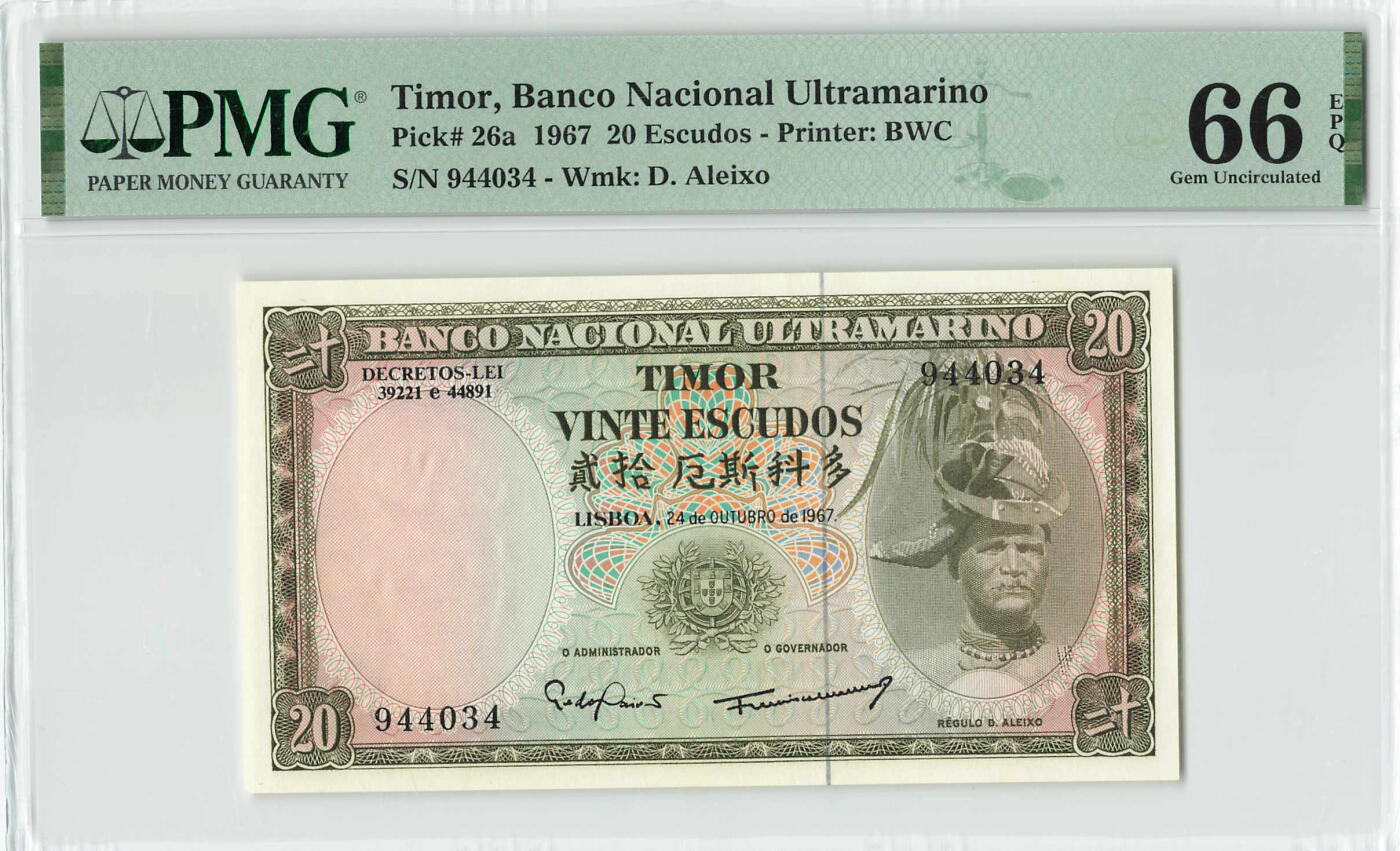 PMG®
PAPER MONEY GUARANTY
Timor, Banco Nacional Ultramarino
Pick# 26a 1967 20 Escudos - Printer: BWC
S/N 944034 - Wmk: D. Aleixo
66
EPQ
Gem Uncirculated
二十
BANCO NACIONAL ULTRAMARINO
20
DECRETOS-LEI
39221 e 44891
TIMOR
944034
VINTE ESCUDOS
貳拾 厄斯科多
LISBOA, 24 de OUTUBRO de 1967.
O ADMINISTRADOR
O GOVERNADOR
RÉGULO D. ALEIXO
20
944034
二十